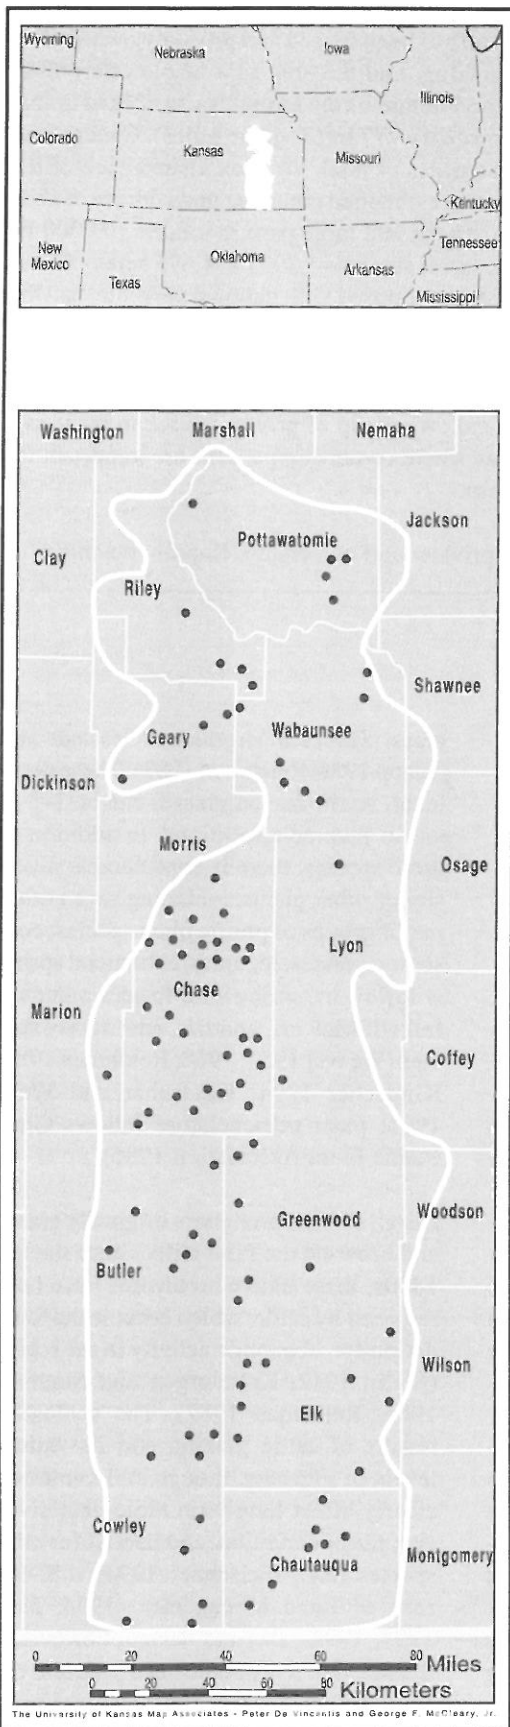 Wyoming
Nebraska
Iowa
Illinois
Colorado
Kansas
Missouri
Kentucky
New
Mexico
Texas
Oklahoma
Arkansas
Tennessee
Mississippi
Washington
Marshall
Nemaha
Jackson
Pottawatomie
Clay
Riley
Shawnee
Wabaunsee
Geary
Dickinson
Morris
Osage
Lyon
Chase
Marion
Coffey
Greenwood
Woodson
Butler
Wilson
Elk
Cowley
Chautauqua
Montgomery
0 20 40 60 80 Miles
0 20 40 60 80 Kilometers
The University of Kansas Map Associates - Peter De Vincentis and George F. McCleary, Jr.